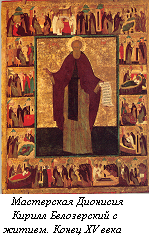 Мастерская Дионисия
Кирилл Белозерский с
житием. Конец XV века